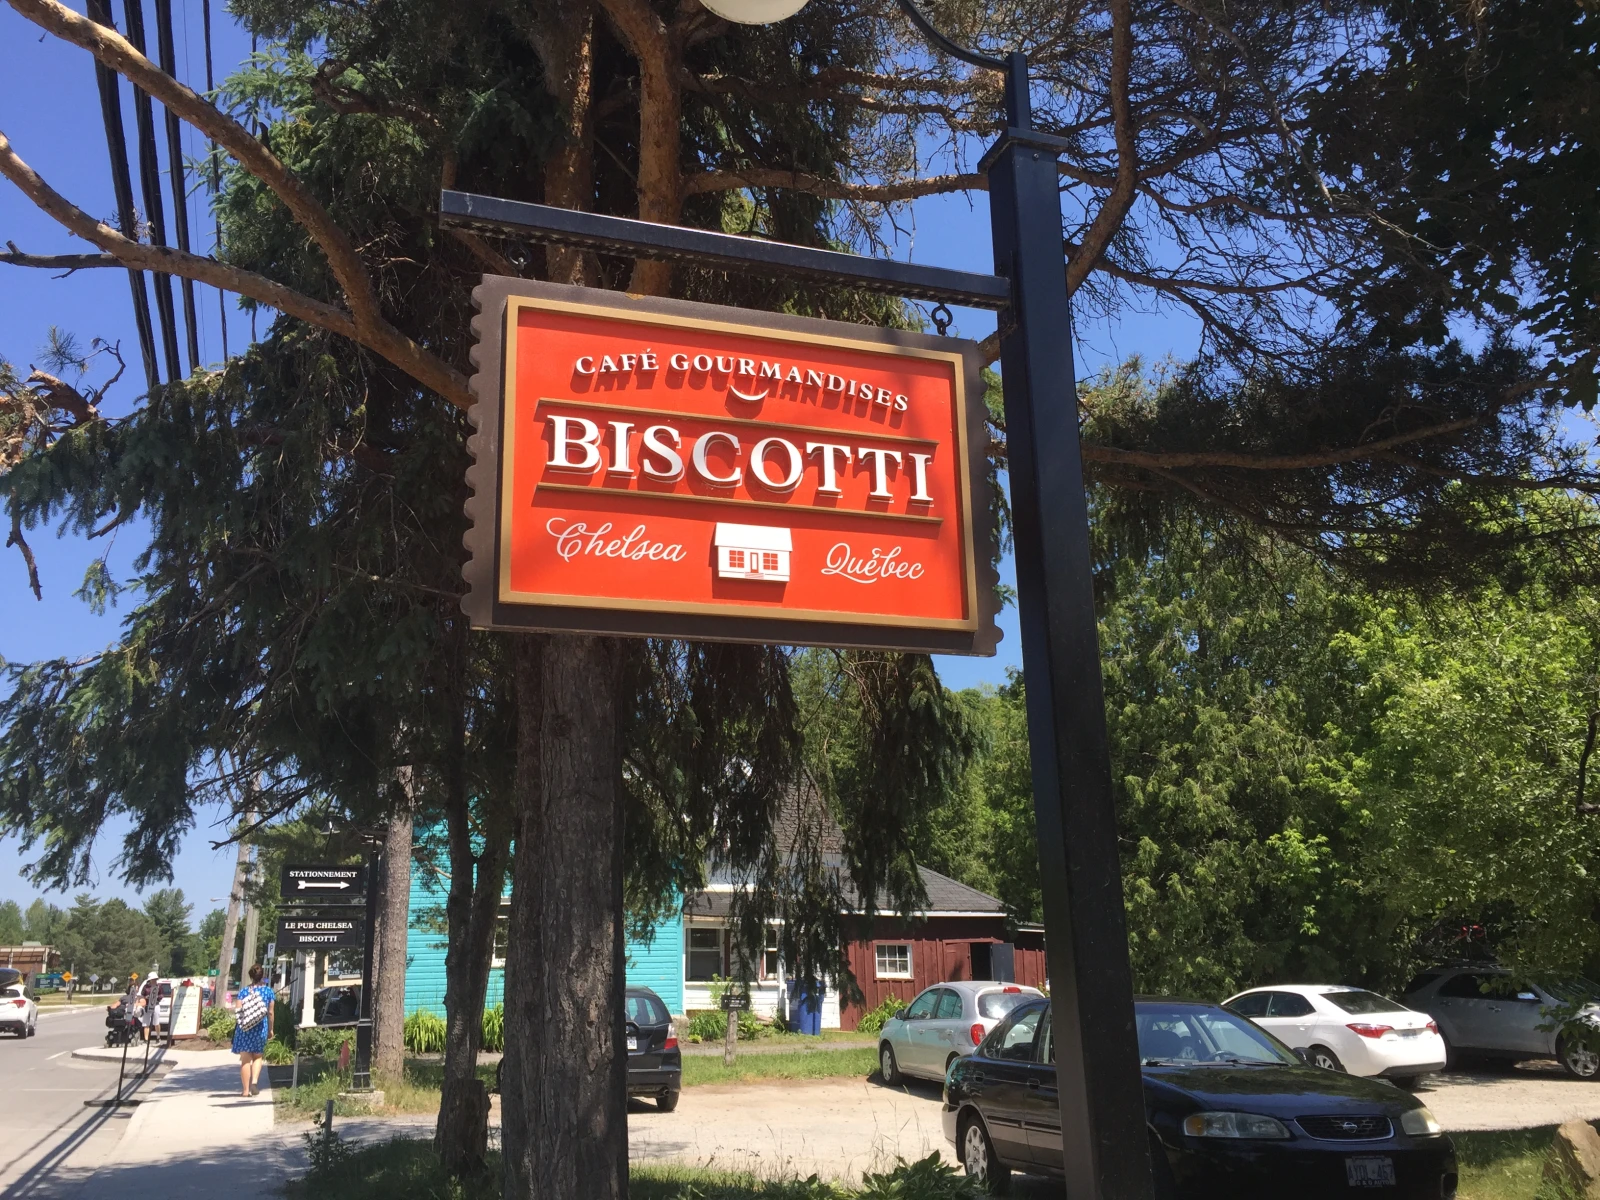 CAFÉ GOURMANDISES
BISCOTTI
Chelsea Québec
STATIONNEMENT
LE PUB CHELSEA
BISCOTTI